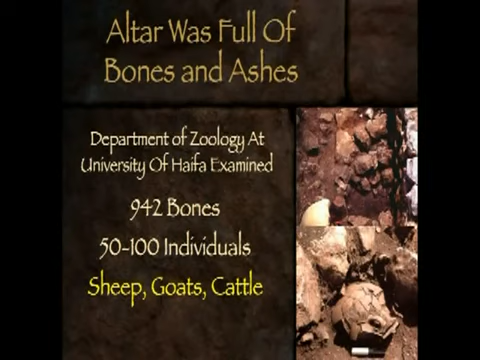 Altar Was Full Of
Bones and Ashes
Department of Zoology At
University Of Haifa Examined
942 Bones
50-100 Individuals
Sheep, Goats, Cattle